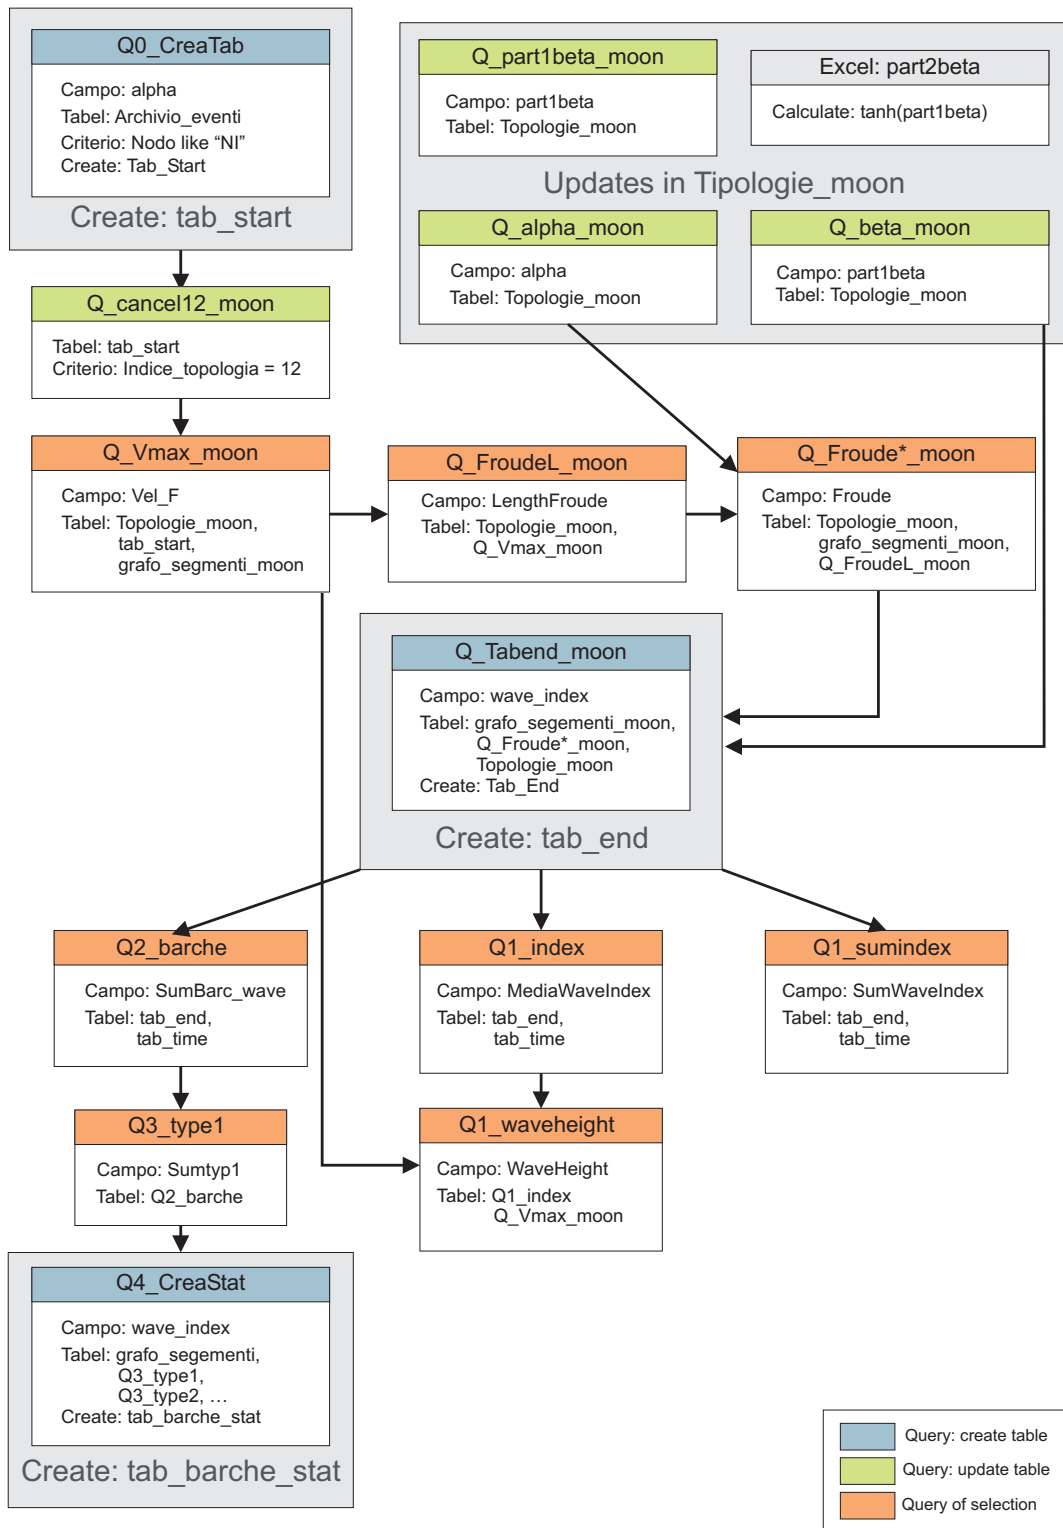 Q0_CreaTab
Campo: alpha
Tabel: Archivio_eventi
Criterio: Nodo like “NI”
Create: Tab_Start
Create: tab_start
Q_part1beta_moon
Campo: part1beta
Tabel: Topologie_moon
Excel: part2beta
Calculate: tanh(part1beta)
Updates in Tipologie_moon
Q_alpha_moon
Campo: alpha
Tabel: Topologie_moon
Q_beta_moon
Campo: part1beta
Tabel: Topologie_moon
Q_cancel12_moon
Tabel: tab_start
Criterio: Indice_topologia = 12
Q_Vmax_moon
Campo: Vel_F
Tabel: Topologie_moon,
tab_start,
grafo_segmenti_moon
Q_FroudeL_moon
Campo: LengthFroude
Tabel: Topologie_moon,
Q_Vmax_moon
Q_Froude*_moon
Campo: Froude
Tabel: Topologie_moon,
grafo_segmenti_moon,
Q_FroudeL_moon
Q_Tabend_moon
Campo: wave_index
Tabel: grafo_segementi_moon,
Q_Froude*_moon,
Topologie_moon
Create: Tab_End
Create: tab_end
Q2_barche
Campo: SumBarc_wave
Tabel: tab_end,
tab_time
Q1_index
Campo: MediaWaveIndex
Tabel: tab_end,
tab_time
Q1_sumindex
Campo: SumWaveIndex
Tabel: tab_end,
tab_time
Q3_type1
Campo: Sumtyp1
Tabel: Q2_barche
Q1_waveheight
Campo: WaveHeight
Tabel: Q1_index
Q_Vmax_moon
Q4_CreaStat
Campo: wave_index
Tabel: grafo_segementi,
Q3_type1,
Q3_type2, ...
Create: tab_barche_stat
Create: tab_barche_stat
Query: create table
Query: update table
Query of selection